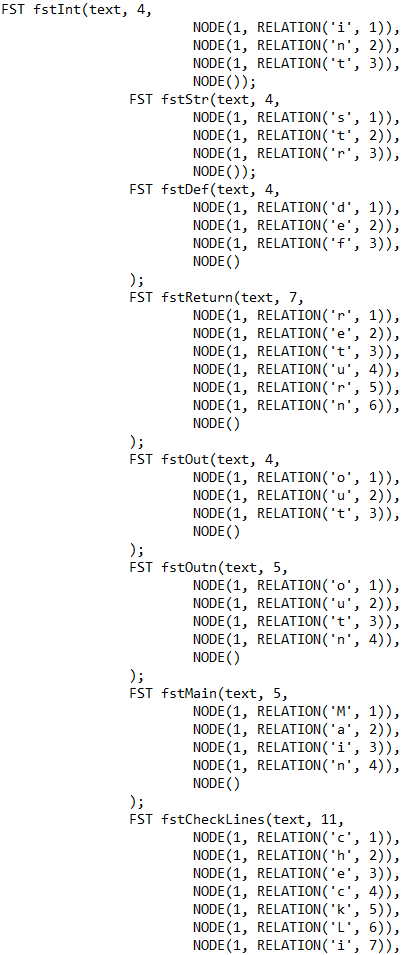 FST fstInt(text, 4,
NODE(1, RELATION('i', 1)),
NODE(1, RELATION('n', 2)),
NODE(1, RELATION('t', 3)),
NODE());
FST fstStr(text, 4,
NODE(1, RELATION('s', 1)),
NODE(1, RELATION('t', 2)),
NODE(1, RELATION('r', 3)),
NODE());
FST fstDef(text, 4,
NODE(1, RELATION('d', 1)),
NODE(1, RELATION('e', 2)),
NODE(1, RELATION('f', 3)),
NODE()
);
FST fstReturn(text, 7,
NODE(1, RELATION('r', 1)),
NODE(1, RELATION('e', 2)),
NODE(1, RELATION('t', 3)),
NODE(1, RELATION('u', 4)),
NODE(1, RELATION('r', 5)),
NODE(1, RELATION('n', 6)),
NODE()
);
FST fstOut(text, 4,
NODE(1, RELATION('o', 1)),
NODE(1, RELATION('u', 2)),
NODE(1, RELATION('t', 3)),
NODE()
);
FST fstOutn(text, 5,
NODE(1, RELATION('o', 1)),
NODE(1, RELATION('u', 2)),
NODE(1, RELATION('t', 3)),
NODE(1, RELATION('n', 4)),
NODE()
);
FST fstMain(text, 5,
NODE(1, RELATION('M', 1)),
NODE(1, RELATION('a', 2)),
NODE(1, RELATION('i', 3)),
NODE(1, RELATION('n', 4)),
NODE()
);
FST fstCheckLines(text, 11,
NODE(1, RELATION('c', 1)),
NODE(1, RELATION('h', 2)),
NODE(1, RELATION('e', 3)),
NODE(1, RELATION('c', 4)),
NODE(1, RELATION('k', 5)),
NODE(1, RELATION('L', 6)),
NODE(1, RELATION('i', 7)),